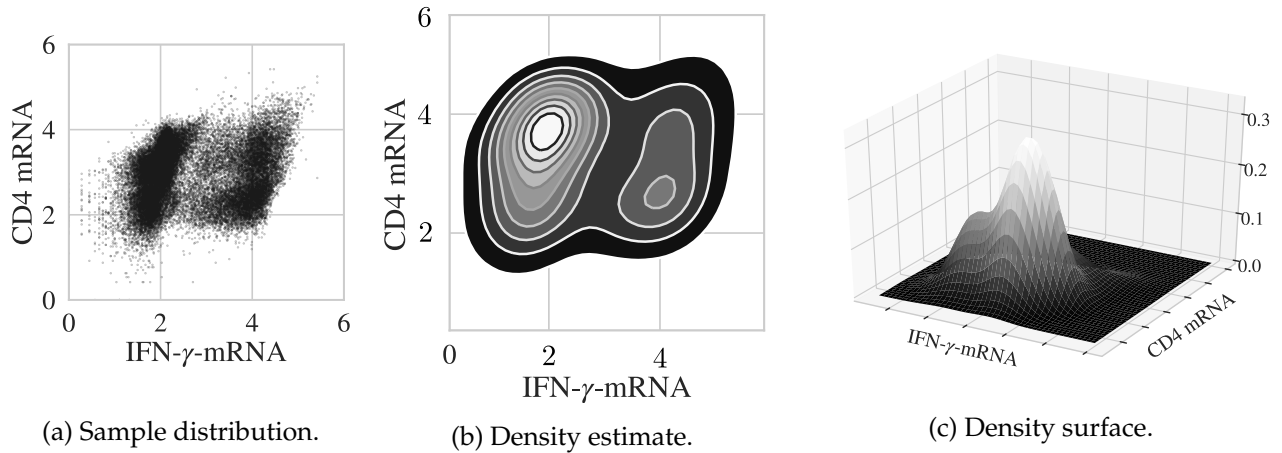 6
4
2
0
CD4 mRNA
0 2 4 6
IFN-γ-mRNA
(a) Sample distribution.
6
4
2
CD4 mRNA
0 2 4
IFN-γ-mRNA
(b) Density estimate.
0.3
0.2
0.1
0.0
IFN-γ-mRNA
CD4 mRNA
(c) Density surface.